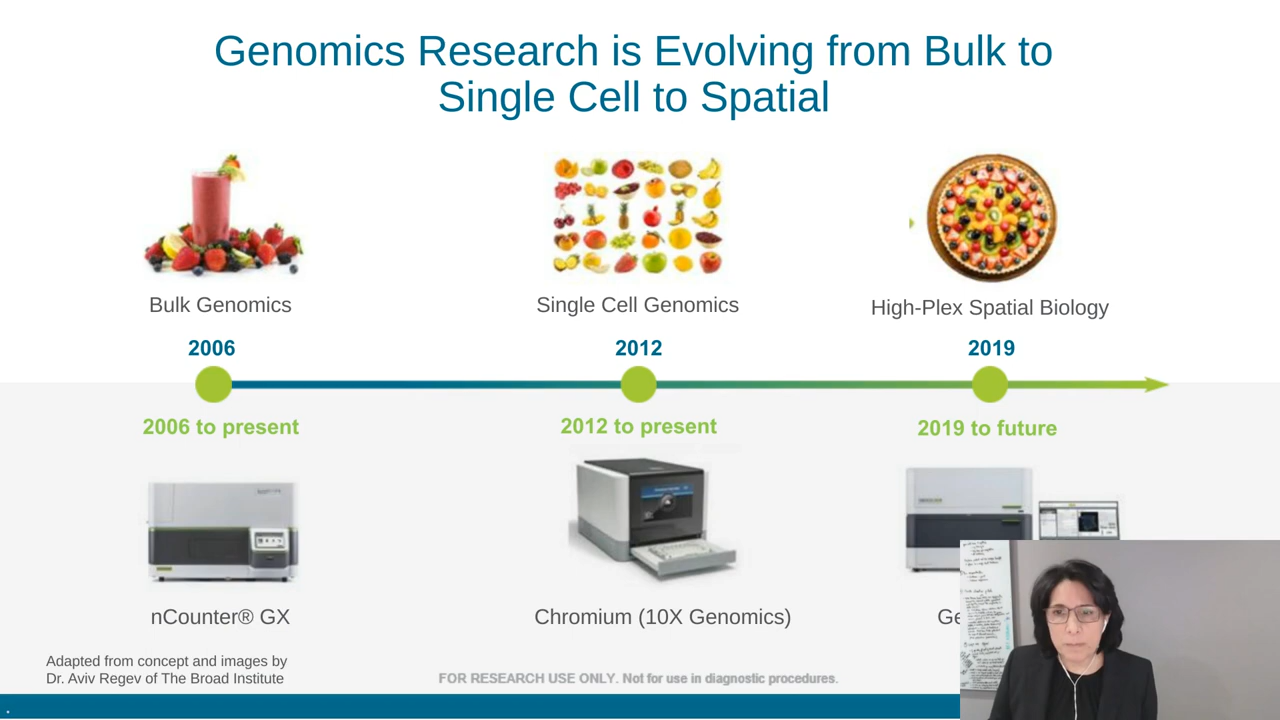 Genomics Research is Evolving from Bulk to
Single Cell to Spatial
Bulk Genomics
Single Cell Genomics
High-Plex Spatial Biology
2006
2012
2019
2006 to present
2012 to present
2019 to future
nCounter® GX
Chromium (10X Genomics)
Ge
Adapted from concept and images by
Dr. Aviv Regev of The Broad Institute
FOR RESEARCH USE ONLY. Not for use in diagnostic procedures.